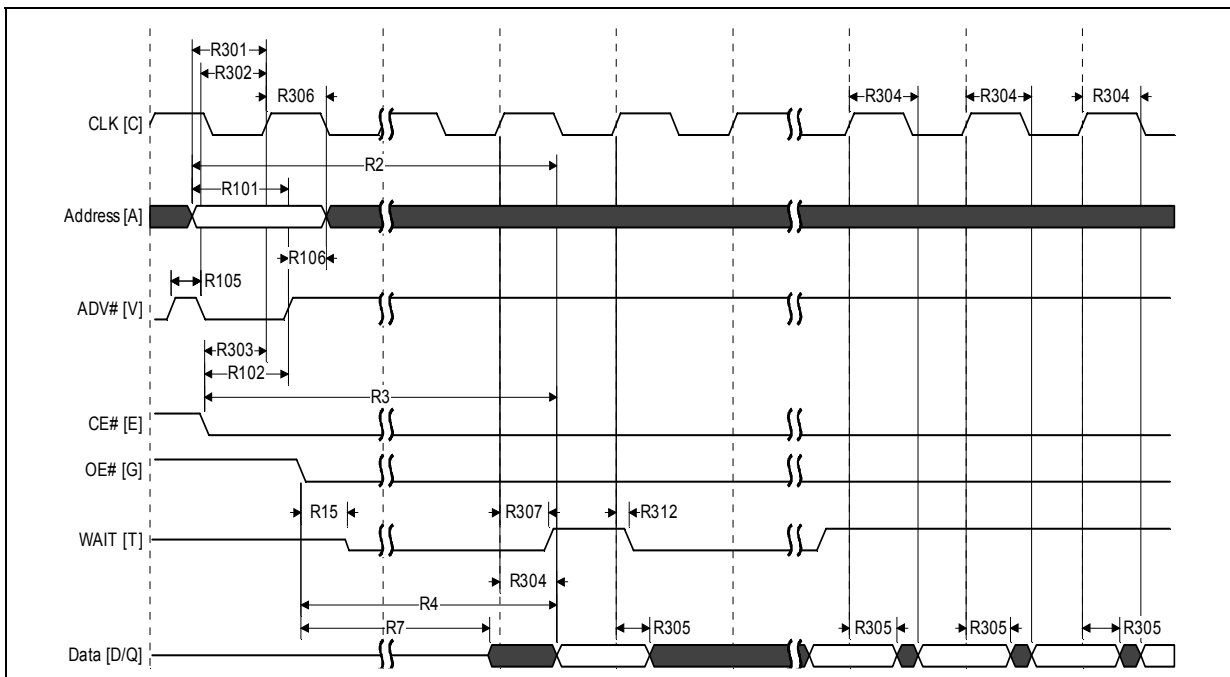 R301
R302
R306
R304 R304 R304
CLK [C]
R2
R101
Address [A]
R106
R105
ADV# [V]
R303
R102
R3
CE# [E]
OE# [G]
R15 R307 R312
WAIT [T]
R304
R4
R7 R305 R305 R305 R305
Data [D/Q]